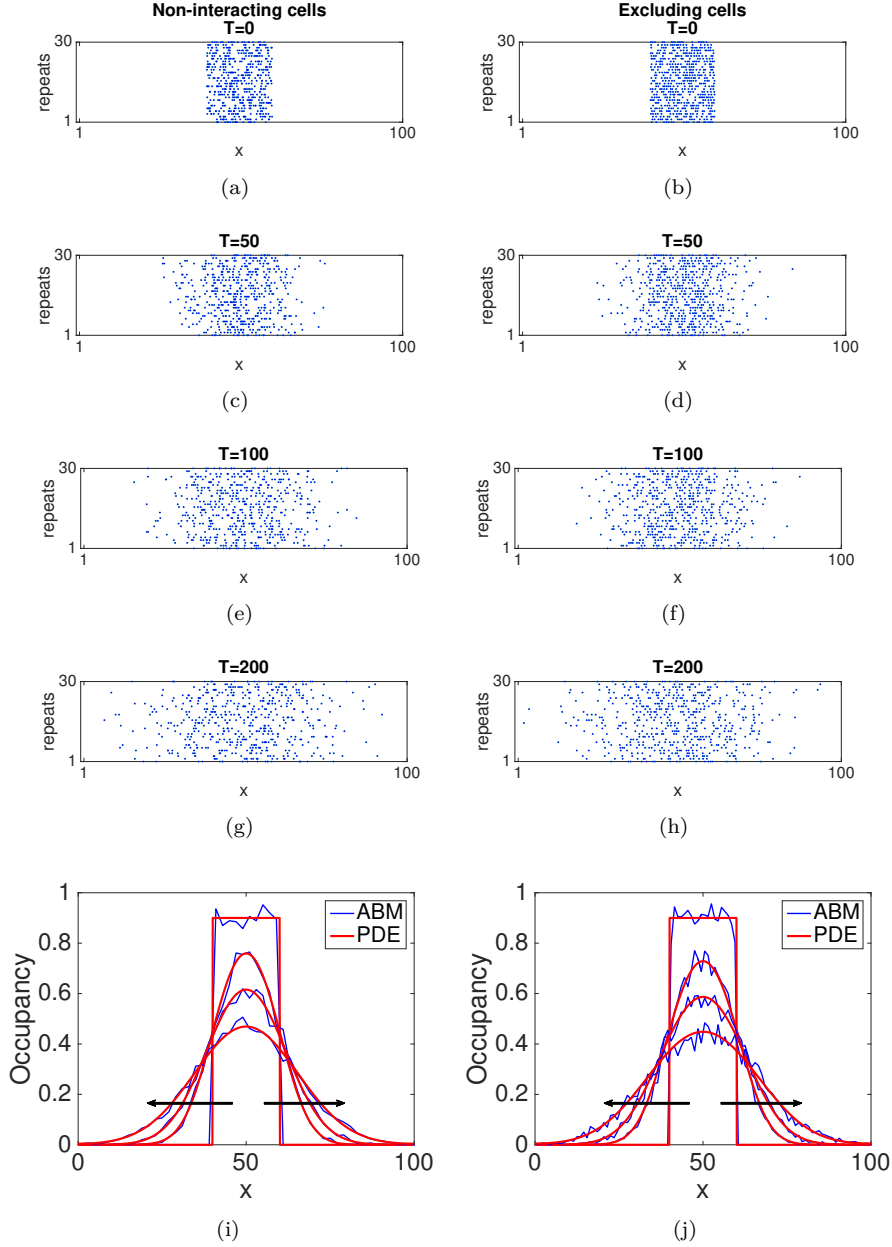 Non-interacting cells
T=0
repeats
30
1
1
100
x
(a)
Excluding cells
T=0
repeats
30
1
1
100
x
(b)
T=50
repeats
30
1
1
100
x
(c)
T=50
repeats
30
1
1
100
x
(d)
T=100
repeats
30
1
1
100
x
(e)
T=100
repeats
30
1
1
100
x
(f)
T=200
repeats
30
1
1
100
x
(g)
T=200
repeats
30
1
1
100
x
(h)
Occupancy
1
0.8
0.6
0.4
0.2
0
0
50
100
x
ABM
PDE
(i)
Occupancy
1
0.8
0.6
0.4
0.2
0
0
50
100
x
ABM
PDE
(j)